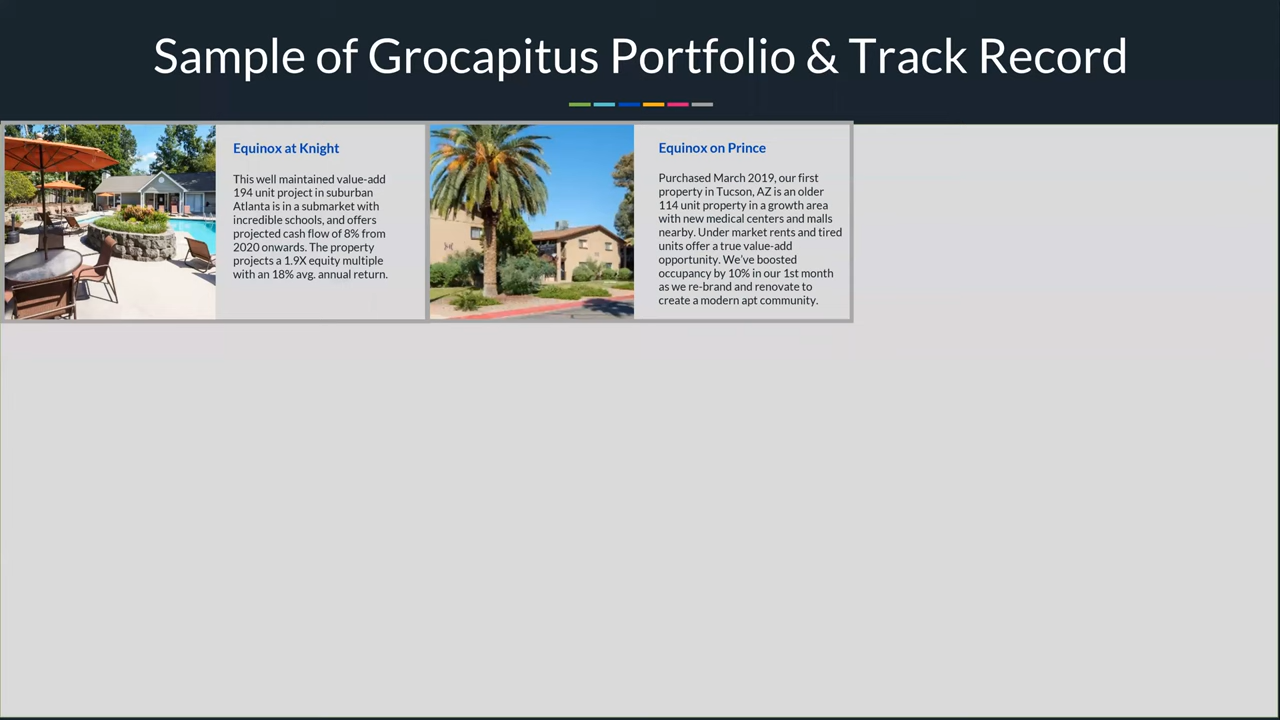 Sample of Grocapitus Portfolio & Track Record
Equinox at Knight
This well maintained value-add
194 unit project in suburban
Atlanta is in a submarket with
incredible schools, and offers
projected cash flow of 8% from
2020 onwards. The property
projects a 1.9X equity multiple
with an 18% avg. annual return.
Equinox on Prince
Purchased March 2019, our first
property in Tucson, AZ is an older
114 unit property in a growth area
with new medical centers and malls
nearby. Under market rents and tired
units offer a true value-add
opportunity. We've boosted
occupancy by 10% in our 1st month
as we re-brand and renovate to
create a modern apt community.